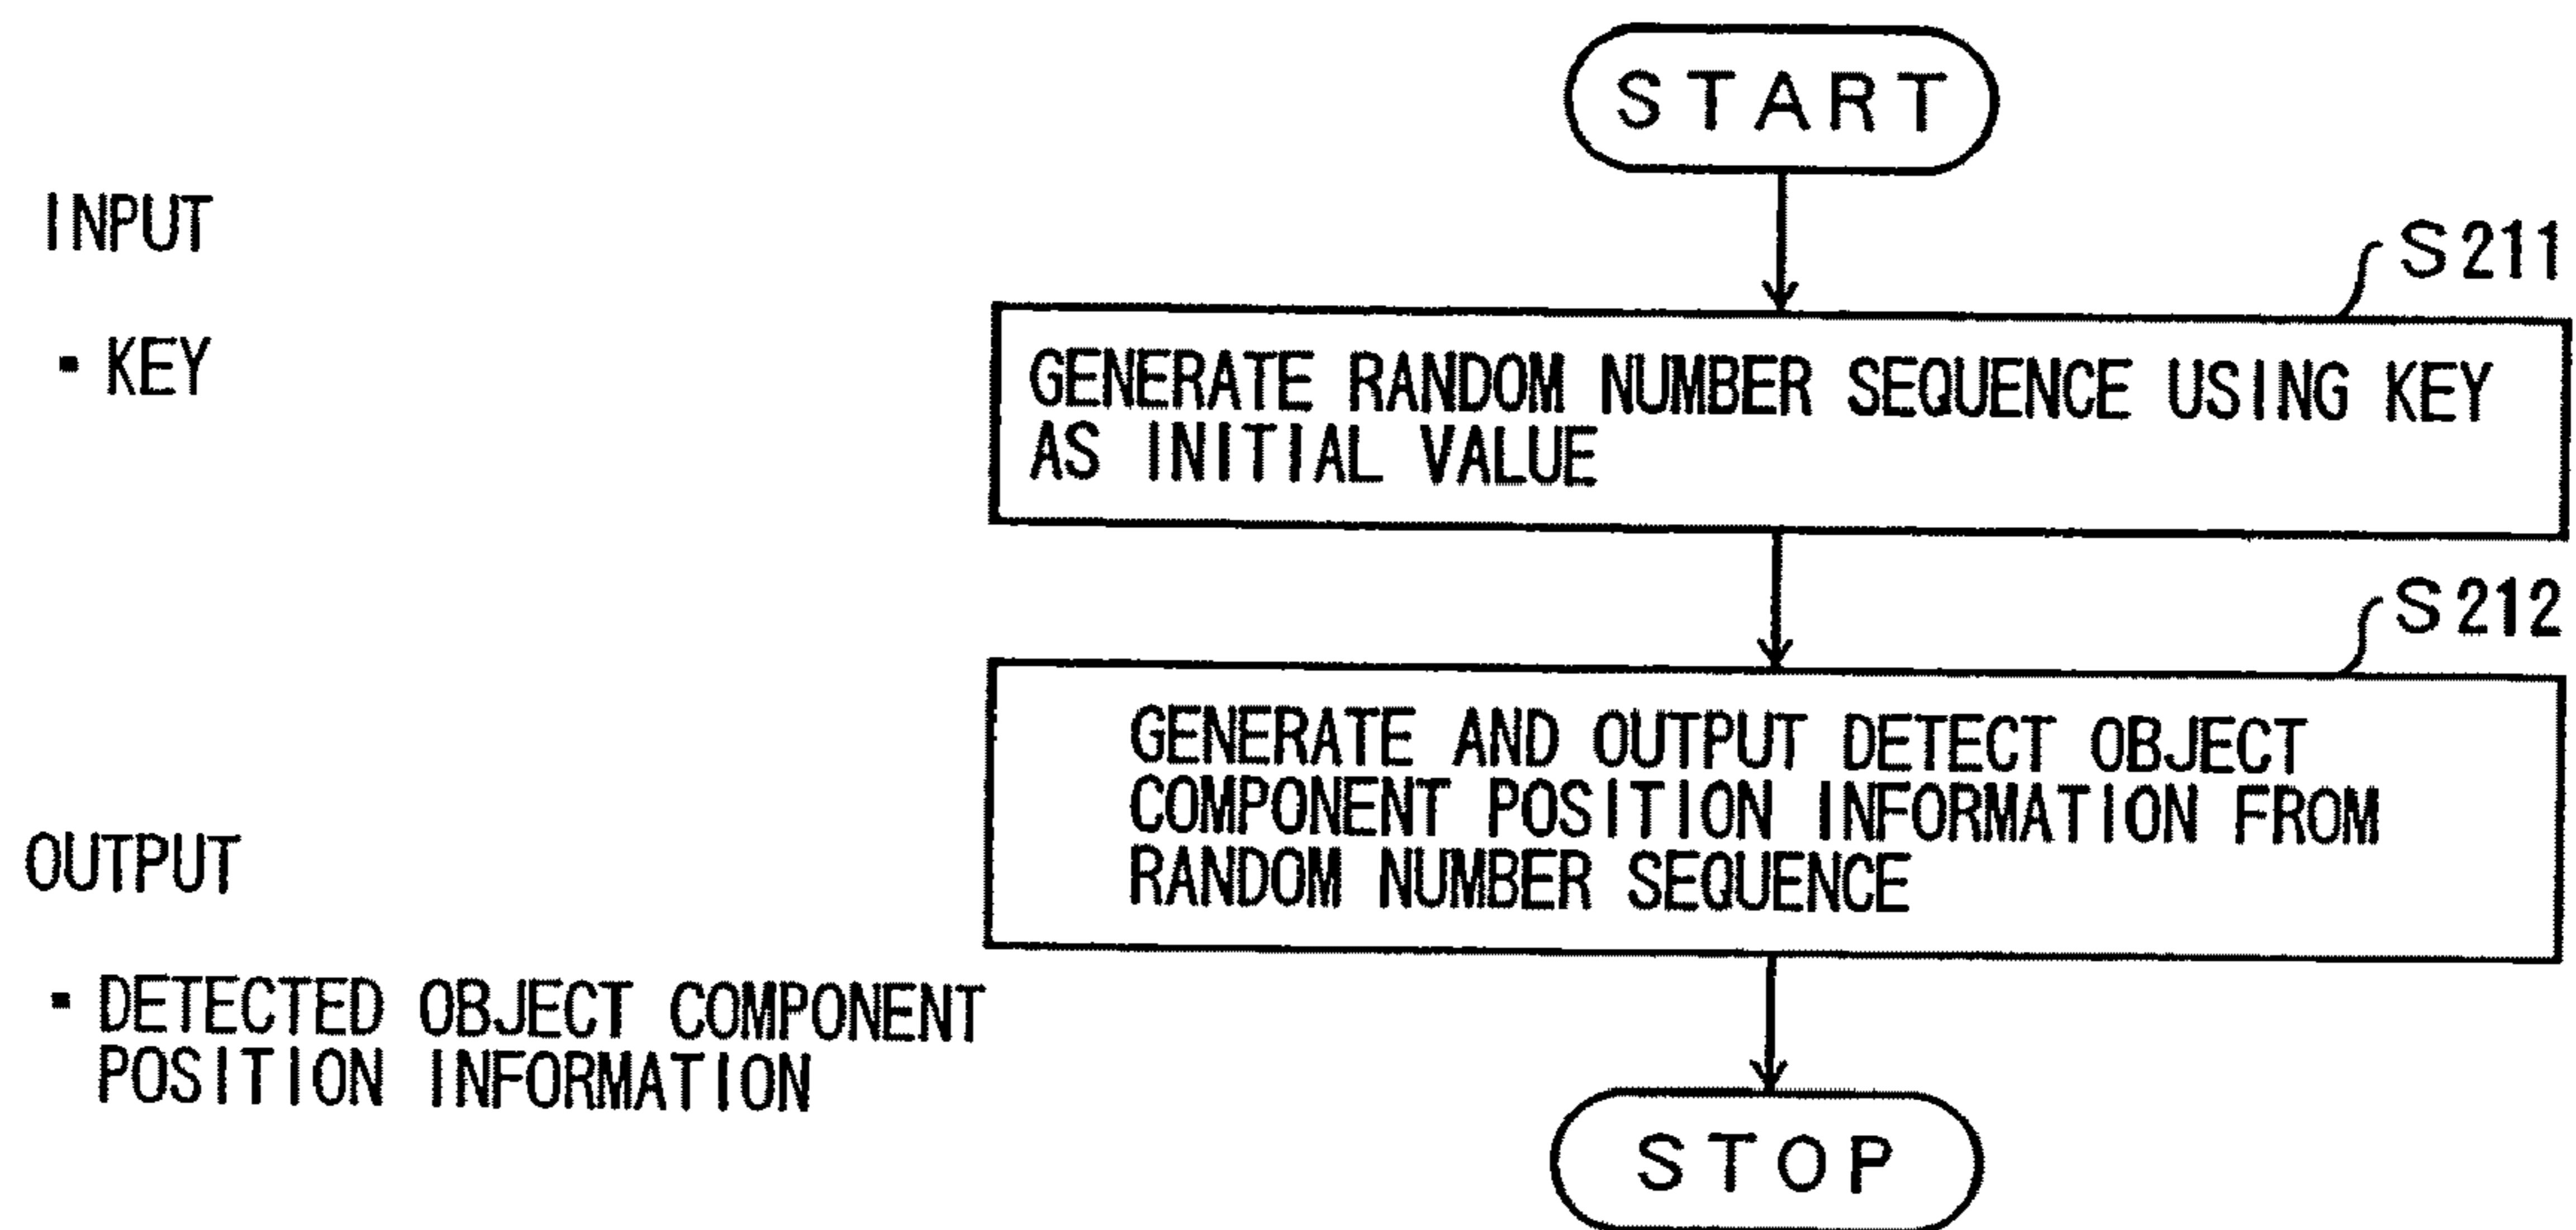 START
INPUT
- KEY
S211
GENERATE RANDOM NUMBER SEQUENCE USING KEY
AS INITIAL VALUE
S212
GENERATE AND OUTPUT DETECT OBJECT
COMPONENT POSITION INFORMATION FROM
RANDOM NUMBER SEQUENCE
OUTPUT
- DETECTED OBJECT COMPONENT
POSITION INFORMATION
STOP